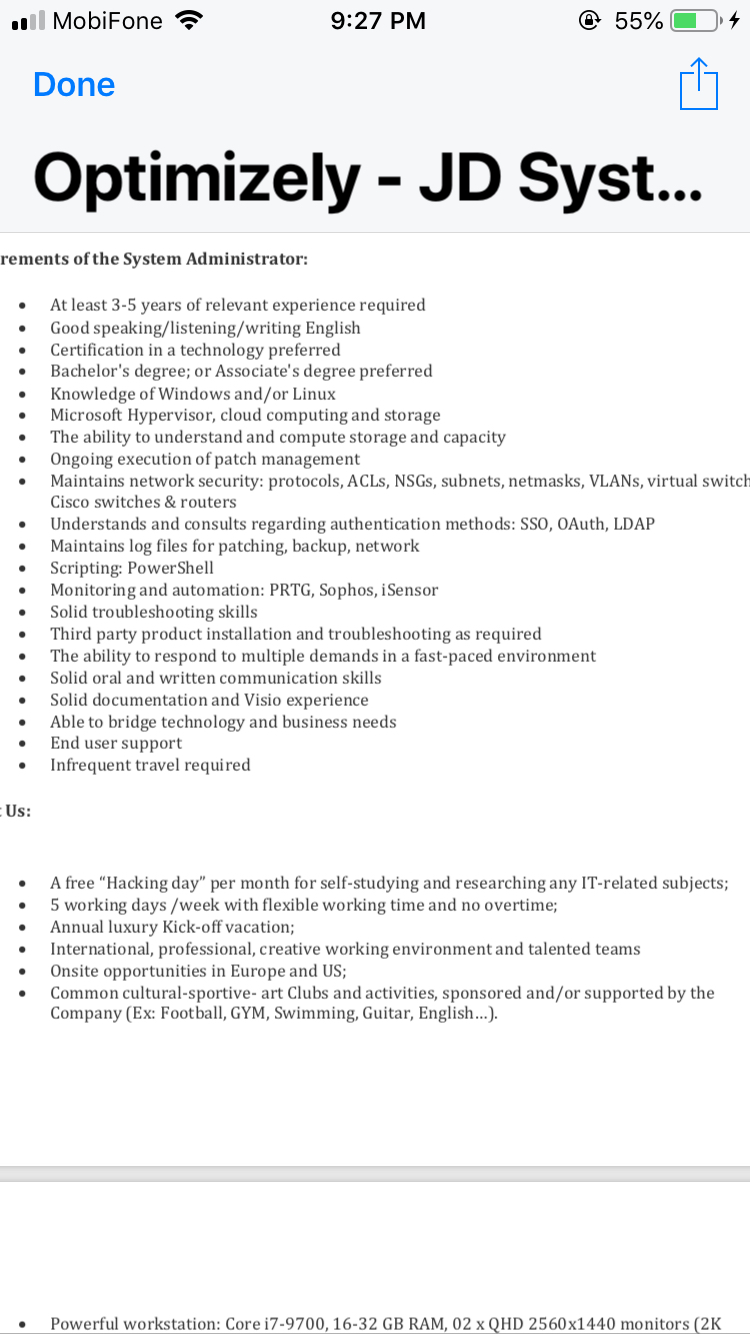 MobiFone
9:27 PM
55%
Done
Optimizely - JD Syst...
rements of the System Administrator:
• At least 3-5 years of relevant experience required
• Good speaking/listening/writing English
• Certification in a technology preferred
• Bachelor's degree; or Associate's degree preferred
• Knowledge of Windows and/or Linux
• Microsoft Hypervisor, cloud computing and storage
• The ability to understand and compute storage and capacity
• Ongoing execution of patch management
• Maintains network security: protocols, ACLs, NSGs, subnets, netmasks, VLANs, virtual switch
Cisco switches & routers
• Understands and consults regarding authentication methods: SSO, OAuth, LDAP
• Maintains log files for patching, backup, network
• Scripting: PowerShell
• Monitoring and automation: PRTG, Sophos, iSensor
• Solid troubleshooting skills
• Third party product installation and troubleshooting as required
• The ability to respond to multiple demands in a fast-paced environment
• Solid oral and written communication skills
• Solid documentation and Visio experience
• Able to bridge technology and business needs
• End user support
• Infrequent travel required
Us:
• A free “Hacking day” per month for self-studying and researching any IT-related subjects;
• 5 working days /week with flexible working time and no overtime;
• Annual luxury Kick-off vacation;
• International, professional, creative working environment and talented teams
• Onsite opportunities in Europe and US;
• Common cultural-sportive- art Clubs and activities, sponsored and/or supported by the
Company (Ex: Football, GYM, Swimming, Guitar, English...).
• Powerful workstation: Core i7-9700, 16-32 GB RAM, 02 x QHD 2560x1440 monitors (2K